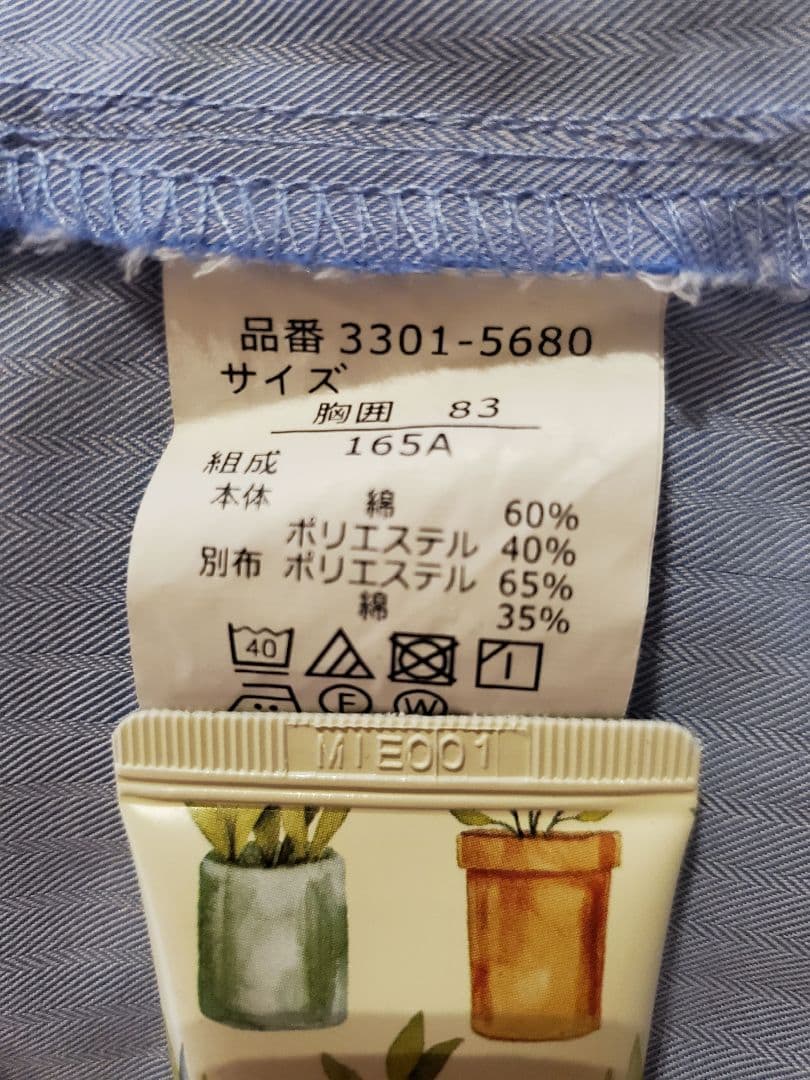 品番 3301-5680
サイズ
胸囲 83
165A
組成
本体 綿 60%
ポリエステル 40%
別布 ポリエステル 65%
綿 35%
40
F W
MIE001